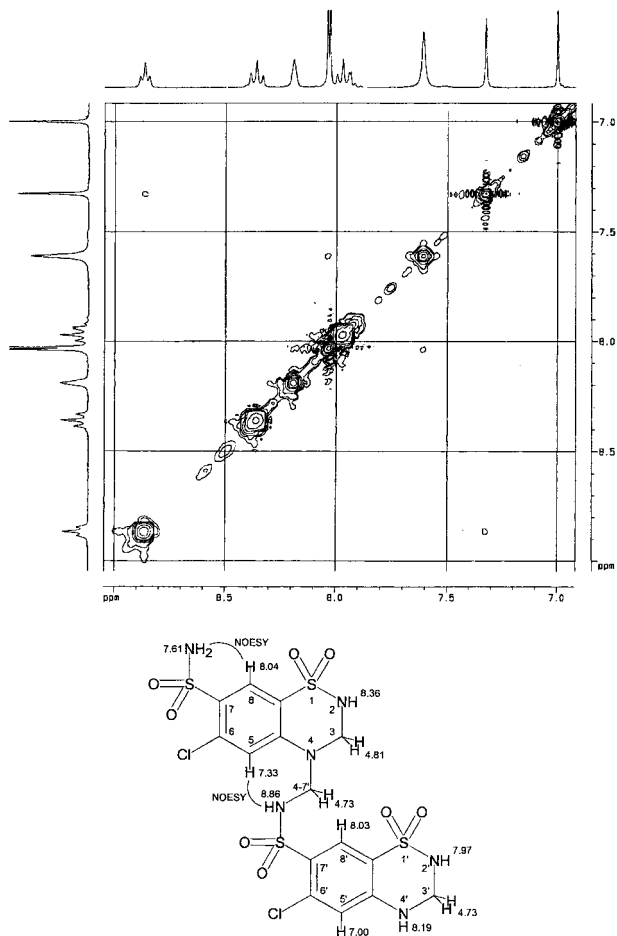 7.0
7.5
8.0
8.5
ppm
ppm 8.5 8.0 7.5 7.0
7.61 NH2 NOESY
H 8.04
O O
O S S
1
8 2 NH 8.36
O 7
3 H
6 5 4 N H 4.81
Cl
H 7.33
4-7' H
8.86 H 4.73
NOESY HN
H 8.03 O O
O S S
1'
8' 2' NH 7.97
O 7'
3' H
6' 5' 4' H 4.73
Cl N
H 7.00 H 8.19